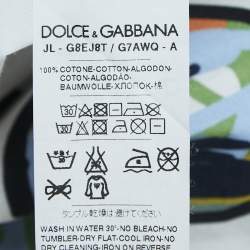 DOLCE & GABBANA
JL - G8EJ8T / G7AWQ - A
100% COTONE-COTTON-ALGODON-
COTON-ALGODÃO-
BAUMWOLLE-ХЛОПОК-棉
30
タンブル乾燥は避けて下さい
WASH IN WATER 30°-NO BLEACH-NO
TUMBLER-DRY FLAT-COOL IRON-NO
DRY CLEANING-IRON ON REVERSE